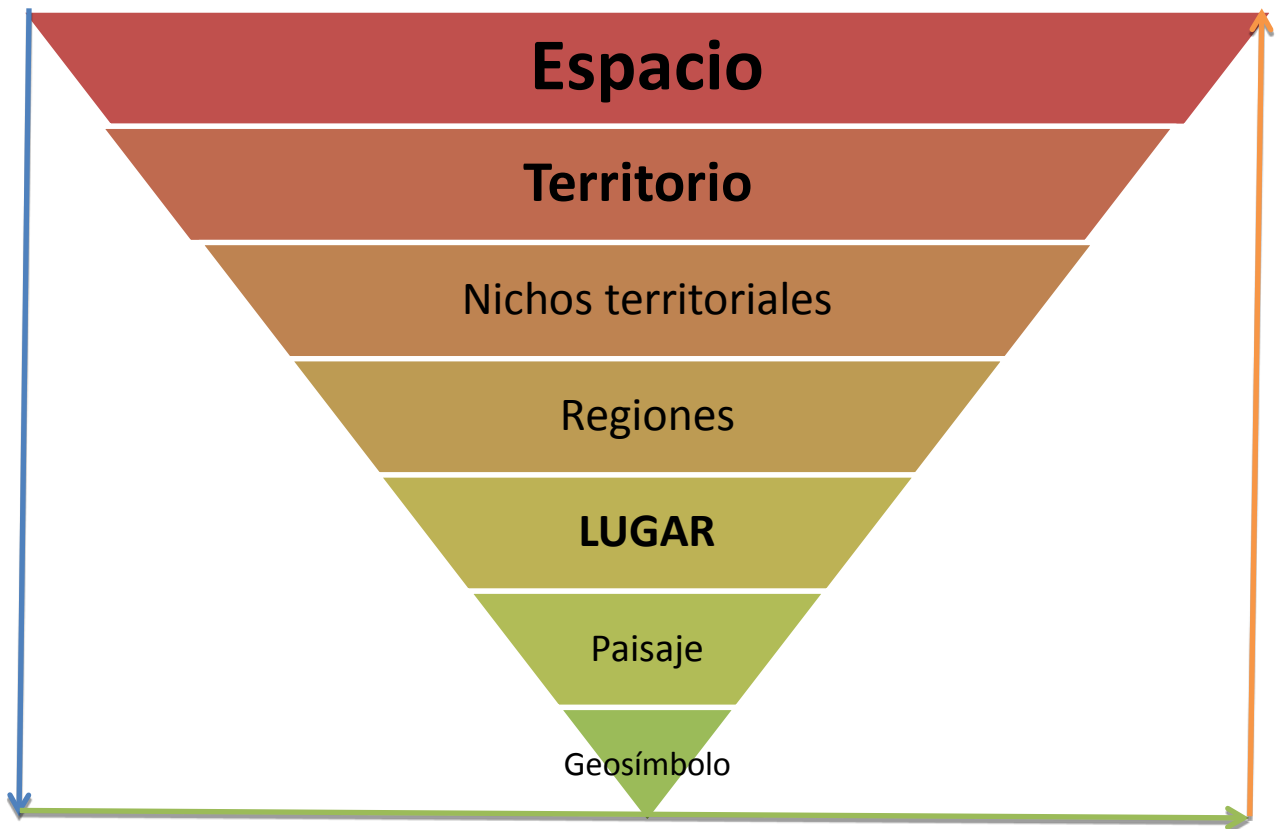 Espacio
Territorio
Nichos territoriales
Regiones
LUGAR
Paisaje
Geosímbolo